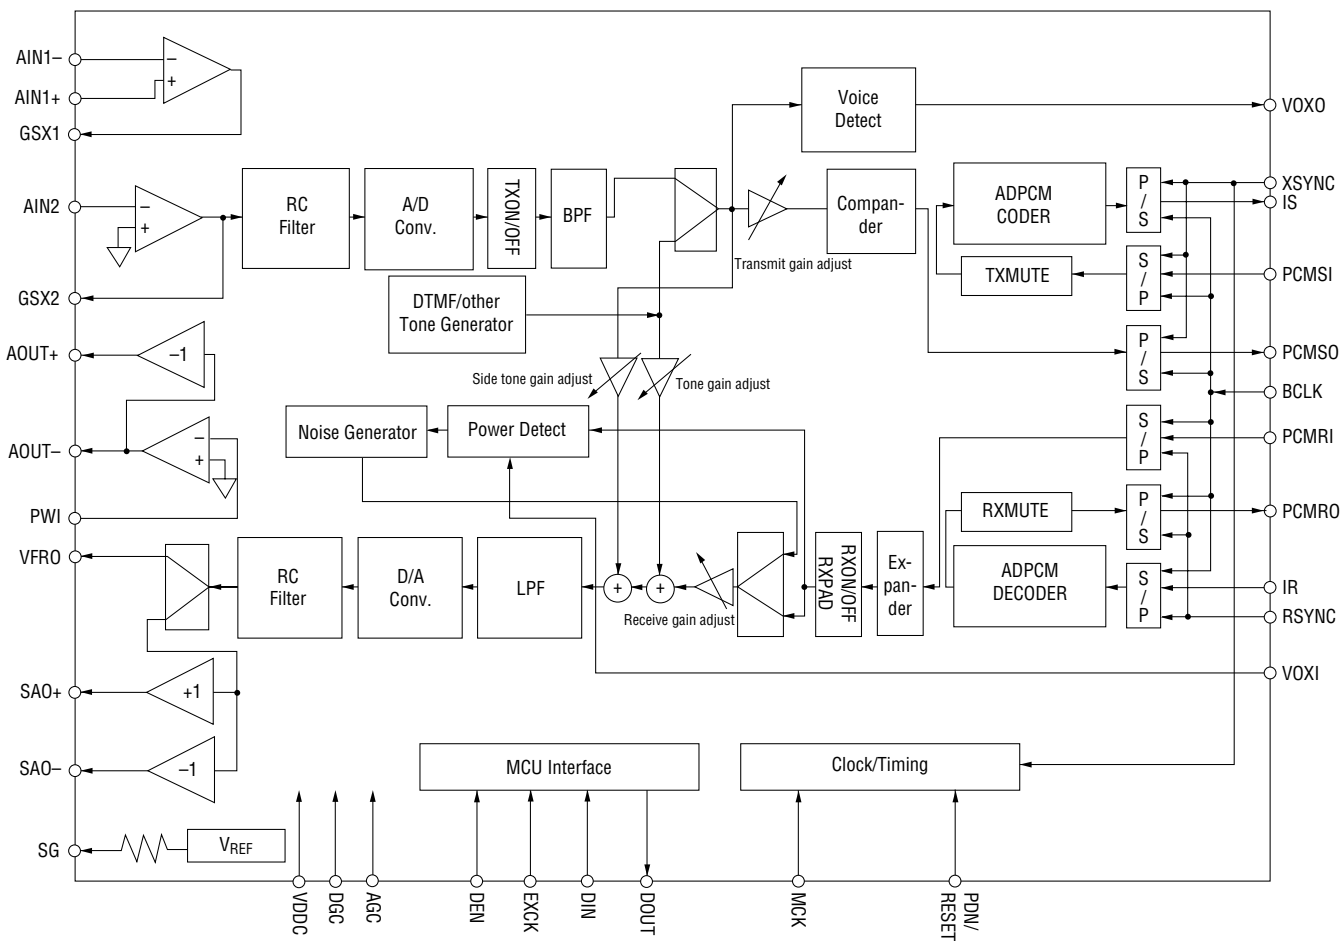 AIN1–
AIN1+
GSX1
AIN2
GSX2
AOUT+
AOUT–
PWI
VFRO
SAO+
SAO–
SG
–
+
–
+
RC
Filter
A/D
Conv.
TXON/OFF
BPF
Voice
Detect
Transmit gain adjust
Compan-
der
ADPCM
CODER
P
/
S
TXMUTE
S
/
P
P
/
S
DTMF/other
Tone Generator
–1
Side tone gain adjust
Tone gain adjust
–
+
Noise Generator
Power Detect
S
/
P
RXMUTE
P
/
S
RC
Filter
D/A
Conv.
LPF
+
+
Receive gain adjust
RXON/OFF
RXPAD
Ex-
pan-
der
ADPCM
DECODER
S
/
P
+1
–1
VREF
MCU Interface
Clock/Timing
VOXO
XSYNC
IS
PCMSI
PCMSO
BCLK
PCMRI
PCMRO
IR
RSYNC
VOXI
VDDC
DGC
AGC
DEN
EXCK
DIN
DOUT
MCK
PDN/
RESET